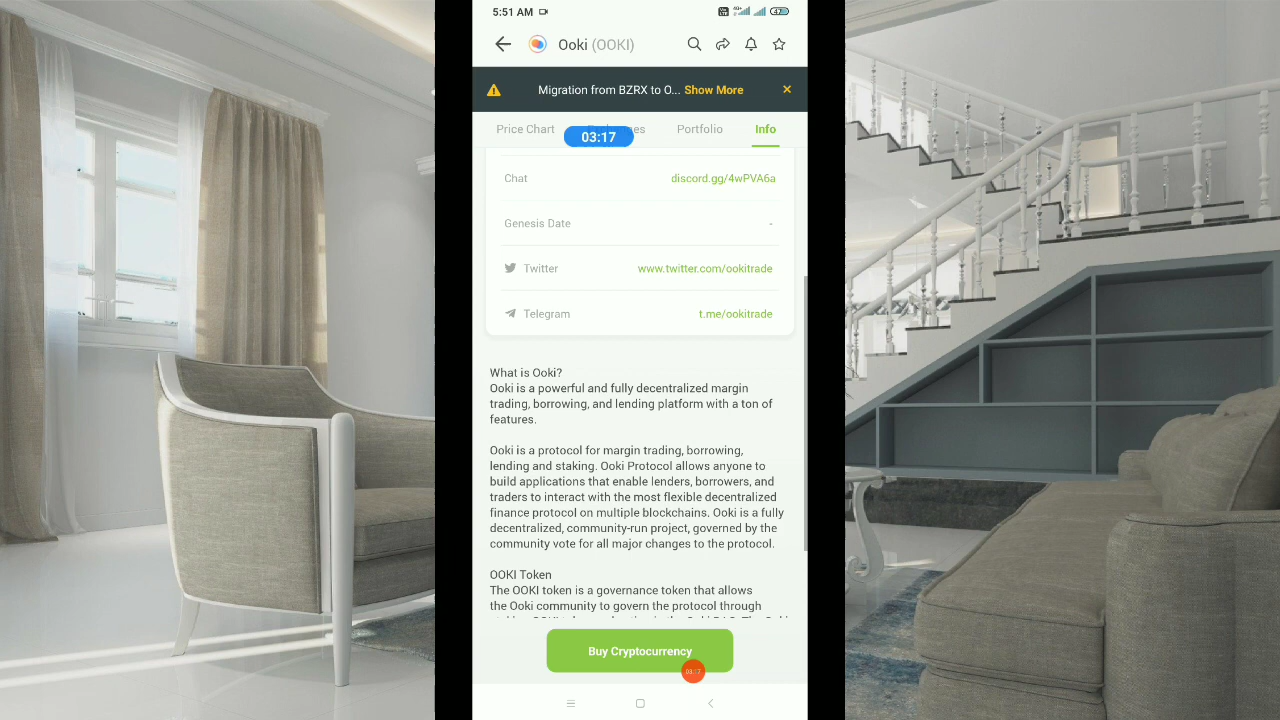 5:51 AM
47
Ooki (OOKI)
Migration from BZRX to O... Show More ×
Price Chart
Portfolio
Info
03:17
Chat
discord.gg/4wPVA6a
Genesis Date
-
Twitter
www.twitter.com/ookitrade
Telegram
t.me/ookitrade
What is Ooki?
Ooki is a powerful and fully decentralized margin
trading, borrowing, and lending platform with a ton of
features.
Ooki is a protocol for margin trading, borrowing,
lending and staking. Ooki Protocol allows anyone to
build applications that enable lenders, borrowers, and
traders to interact with the most flexible decentralized
finance protocol on multiple blockchains. Ooki is a fully
decentralized, community-run project, governed by the
community vote for all major changes to the protocol.
OOKI Token
The OOKI token is a governance token that allows
the Ooki community to govern the protocol through
Buy Cryptocurrency
03:17